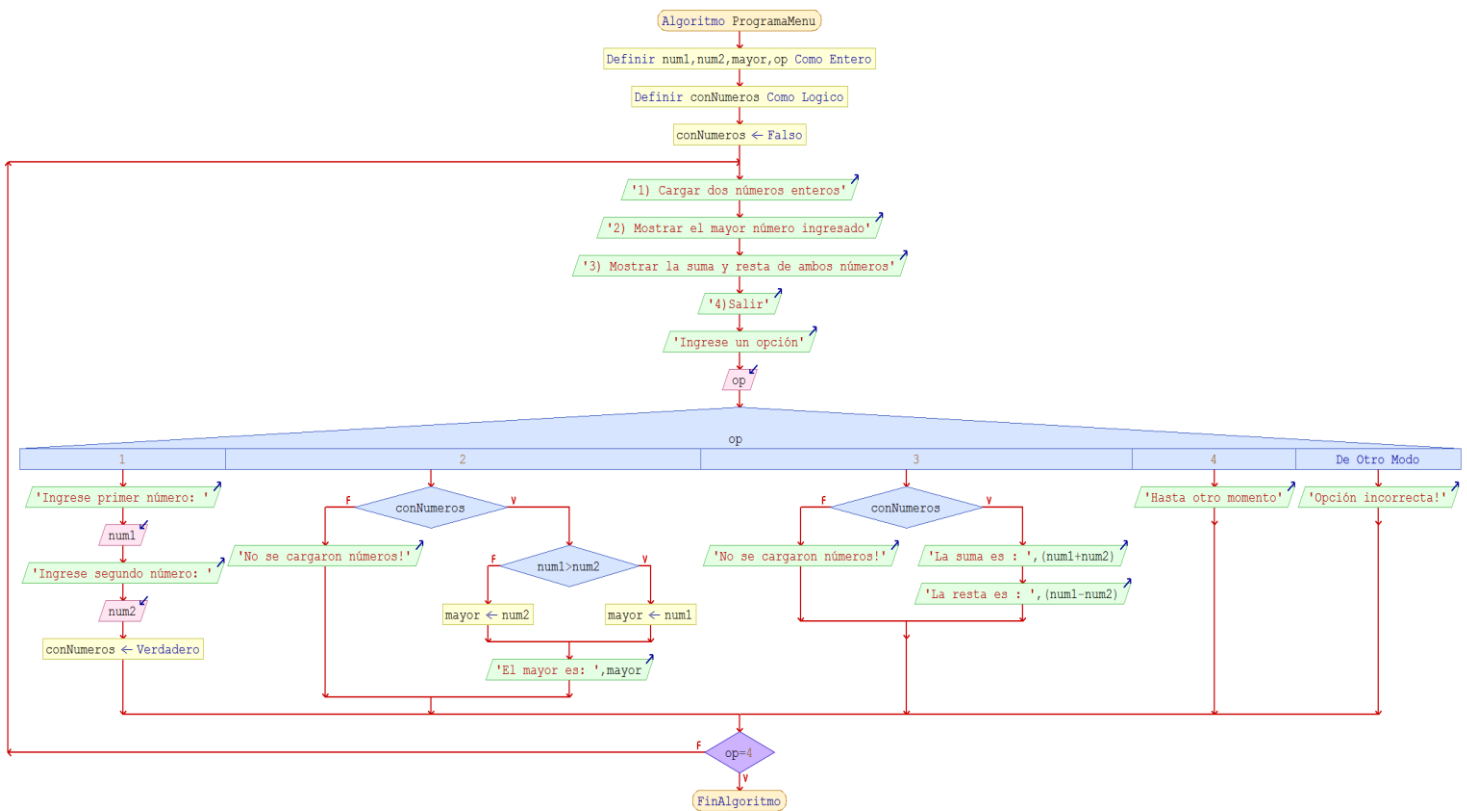 Algoritmo ProgramaMenu
Definir num1,num2,mayor,op Como Entero
Definir conNumeros Como Logico
conNumeros ← Falso
'1) Cargar dos números enteros'
'2) Mostrar el mayor número ingresado'
'3) Mostrar la suma y resta de ambos números'
'4)Salir'
'Ingrese un opción'
op
op
1
2
3
4
De Otro Modo
'Ingrese primer número: '
num1
'Ingrese segundo número: '
num2
conNumeros ← Verdadero
F
conNumeros
V
'No se cargaron números!'
F
num1>num2
V
mayor ← num2
mayor ← num1
'El mayor es: ',mayor
F
conNumeros
V
'No se cargaron números!'
'La suma es : ',(num1+num2)
'La resta es : ',(num1-num2)
'Hasta otro momento'
'Opción incorrecta!'
F
op=4
V
FinAlgoritmo